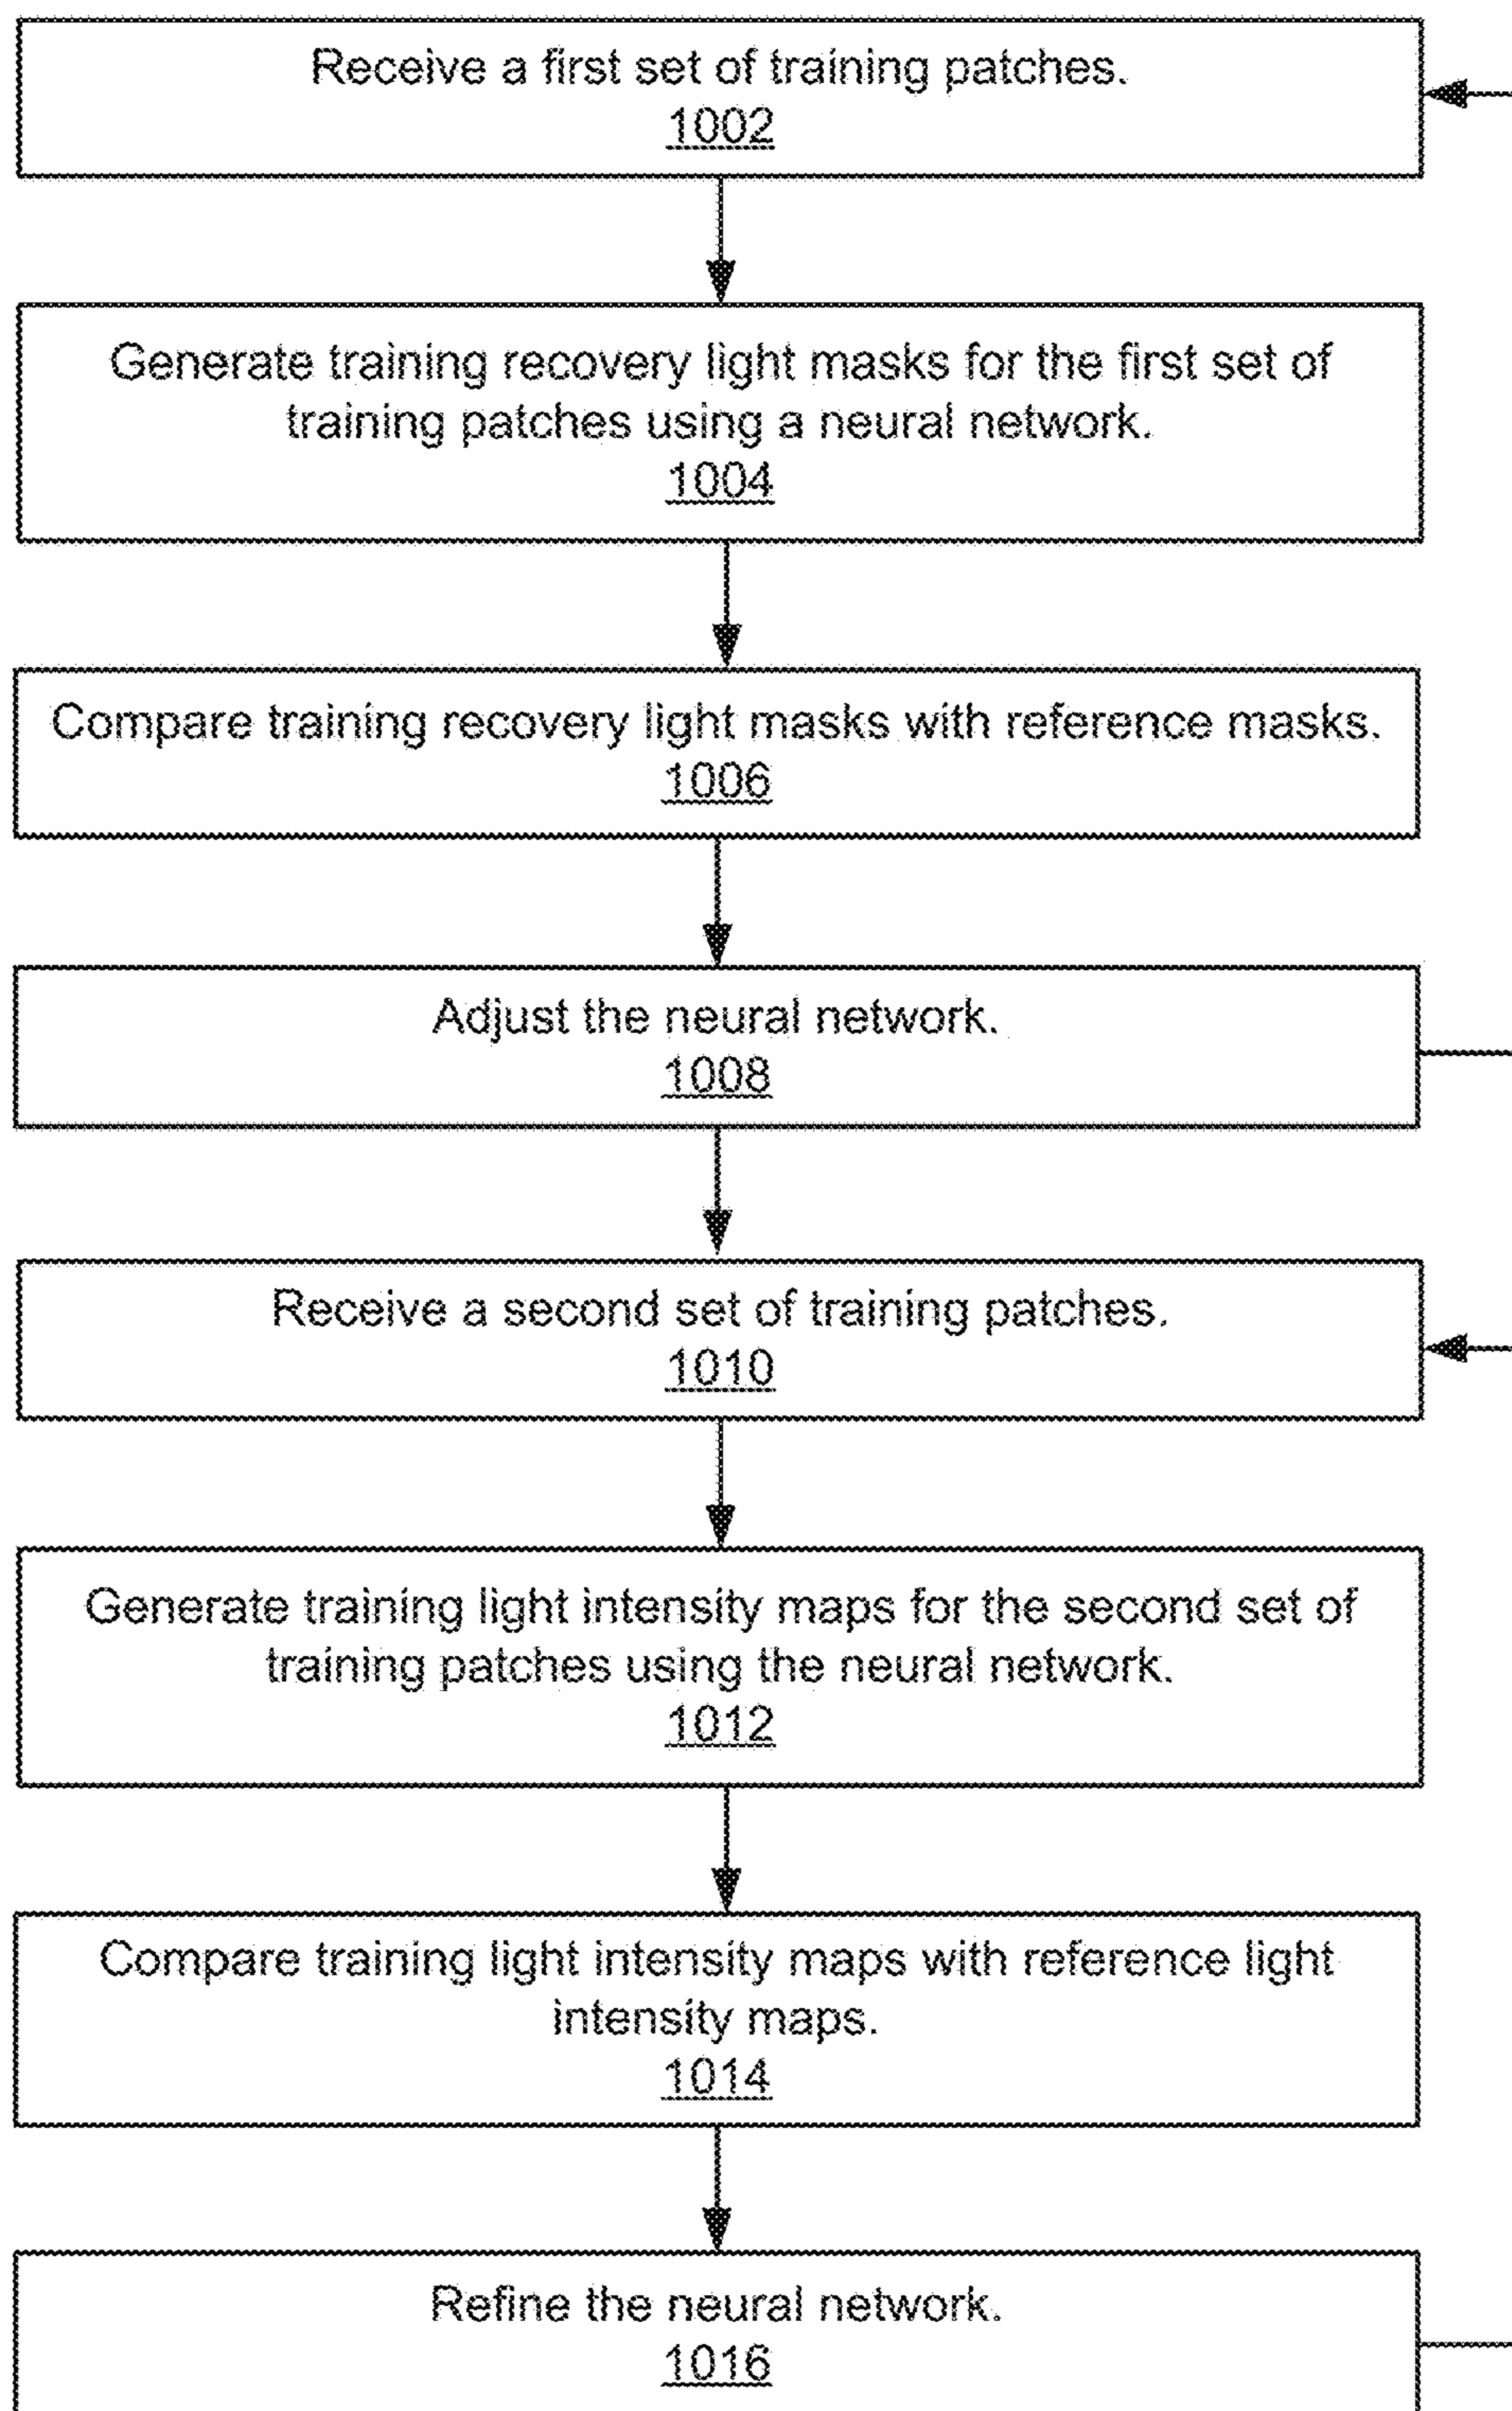 Receive a first set of training patches.
1002
Generate training recovery light masks for the first set of
training patches using a neural network.
1004
Compare training recovery light masks with reference masks.
1006
Adjust the neural network.
1008
Receive a second set of training patches.
1010
Generate training light intensity maps for the second set of
training patches using the neural network.
1012
Compare training light intensity maps with reference light
intensity maps.
1014
Refine the neural network.
1016